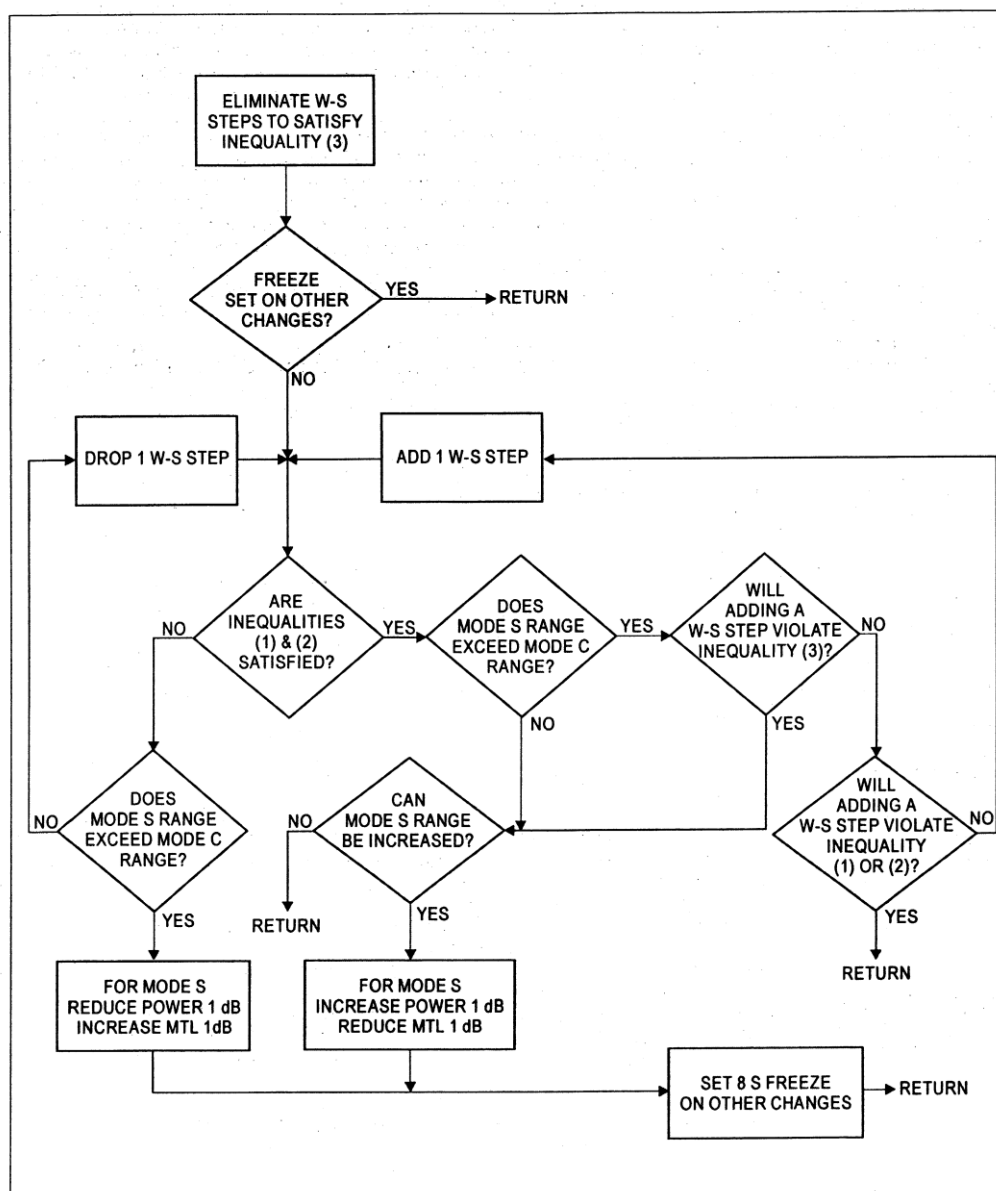 ELIMINATE W-S
STEPS TO SATISFY
INEQUALITY (3)
FREEZE
SET ON OTHER
CHANGES?
YES
RETURN
NO
DROP 1 W-S STEP
ADD 1 W-S STEP
ARE
INEQUALITIES
(1) & (2)
SATISFIED?
NO
YES
DOES
MODE S RANGE
EXCEED MODE C
RANGE?
YES
NO
WILL
ADDING A
W-S STEP VIOLATE
INEQUALITY (3)?
NO
YES
DOES
MODE S RANGE
EXCEED MODE C
RANGE?
NO
YES
CAN
MODE S RANGE
BE INCREASED?
NO
RETURN
YES
WILL
ADDING A
W-S STEP VIOLATE
INEQUALITY
(1) OR (2)?
NO
YES
RETURN
FOR MODE S
REDUCE POWER 1 dB
INCREASE MTL 1dB
FOR MODE S
INCREASE POWER 1 dB
REDUCE MTL 1 dB
SET 8 S FREEZE
ON OTHER CHANGES
RETURN